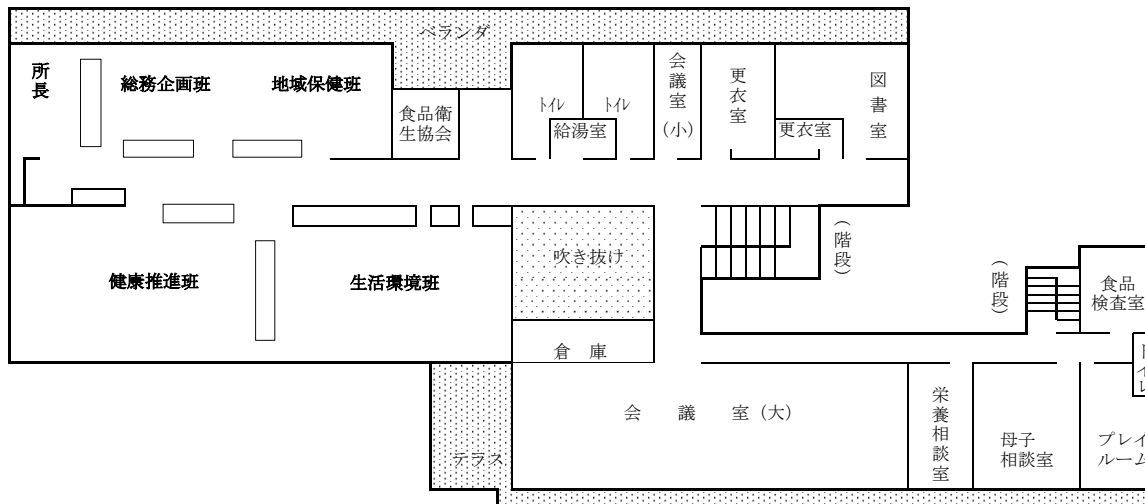 ベランダ
所長
総務企画班
地域保健班
食品衛
生協会
トイレ
トイレ
給湯室
会議室(小)
更衣室
更衣室
図書室
(階段)
吹き抜け
健康推進班
生活環境班
(階段)
食品
検査室
倉庫
トイレ
会議室(大)
栄養相談室
母子
相談室
プレイ
ルーム
テラス